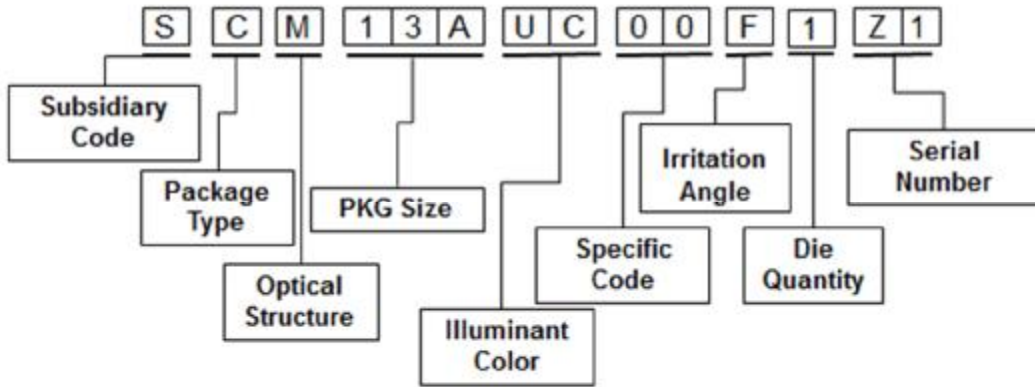 S C M 1 3 A U C 0 0 F 1 Z 1
Subsidiary
Code
Package
Type
Optical
Structure
PKG Size
Illuminant
Color
Specific
Code
Irritation
Angle
Die
Quantity
Serial
Number